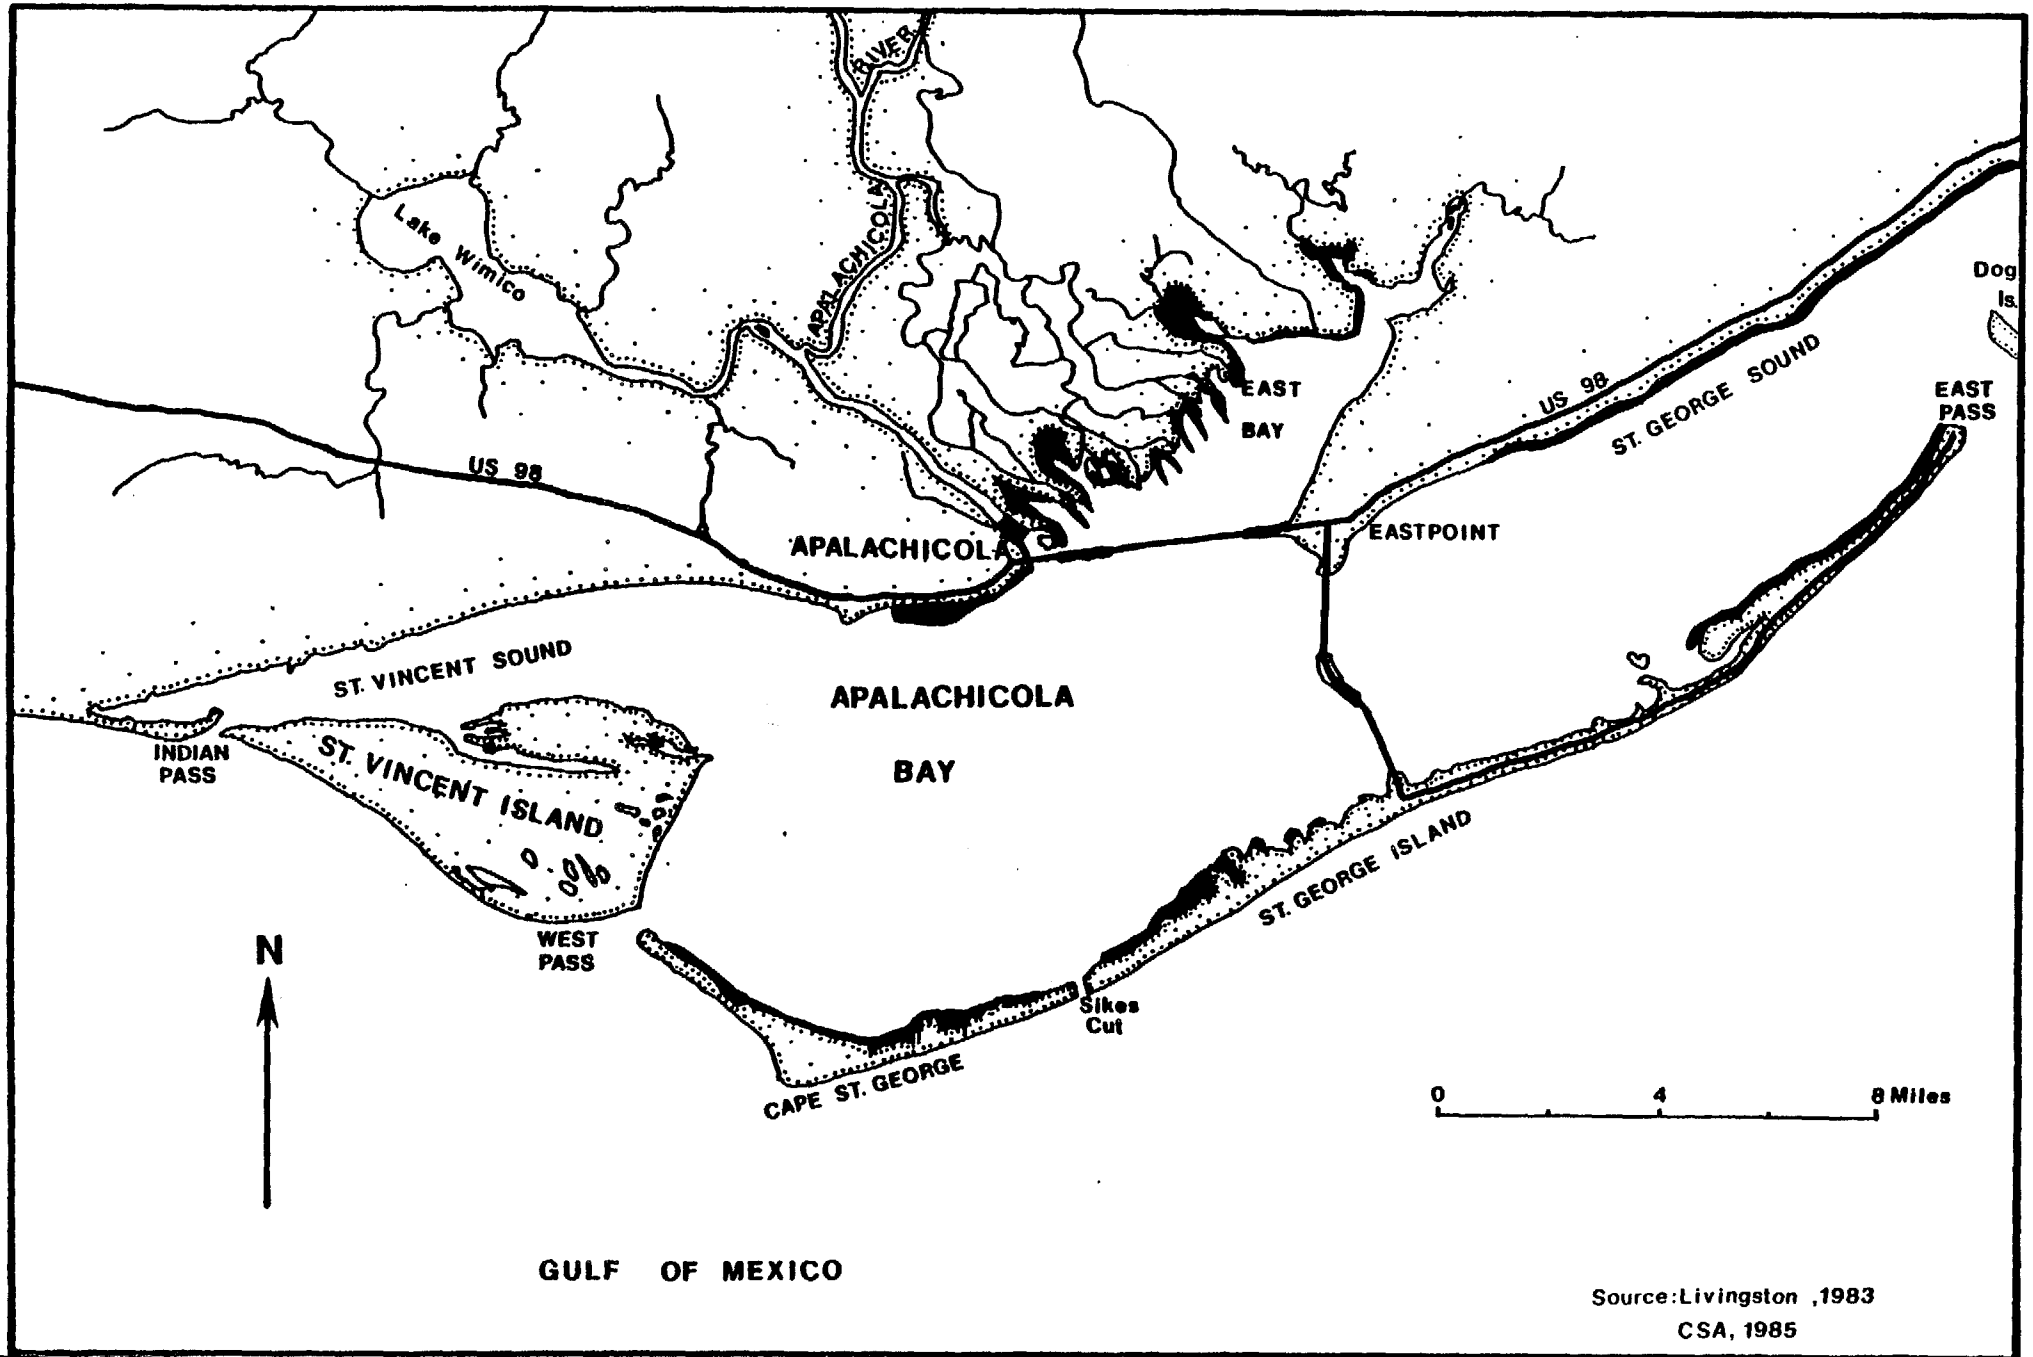 RIVER
APALACHICOLA
Lake Wimico
Dog
Is.
EAST
BAY
US 98
ST. GEORGE SOUND
EAST
PASS
US 98
APALACHICOLA
EASTPOINT
ST. VINCENT SOUND
APALACHICOLA
BAY
INDIAN
PASS
ST. VINCENT ISLAND
ST. GEORGE ISLAND
WEST
PASS
N
Sikes
Cut
CAPE ST. GEORGE
0 4 8 Miles
GULF OF MEXICO
Source:Livingston ,1983
CSA, 1985